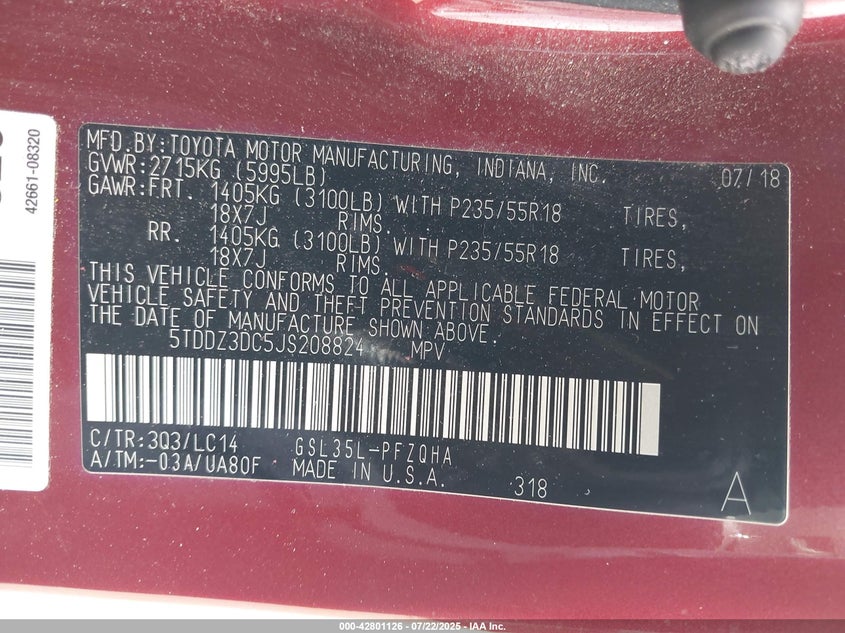 42661-08320
MFD.BY:TOYOTA MOTOR MANUFACTURING, INDIANA, INC. 07/18
GVWR:2715KG (5995LB)
GAWR:FRT. 1405KG (3100LB) WITH P235/55R18 TIRES,
18X7J RIMS.
RR. 1405KG (3100LB) WITH P235/55R18 TIRES,
18X7J RIMS.
THIS VEHICLE CONFORMS TO ALL APPLICABLE FEDERAL MOTOR
VEHICLE SAFETY AND THEFT PREVENTION STANDARDS IN EFFECT ON
THE DATE OF MANUFACTURE SHOWN ABOVE.
5TDDZ3DC5JS208824 MPV
C/TR:3Q3/LC14 GSL35L-PFZQHA
A/TM:-03A/UA80F MADE IN U.S.A. 318 A
000-42801126 - 07/22/2025 - IAA Inc.